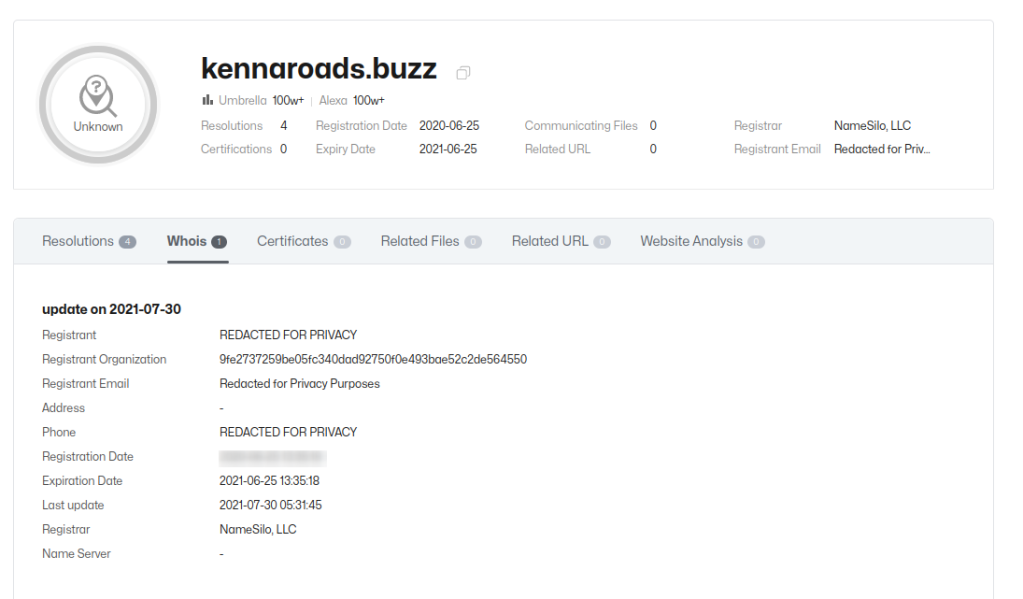 kennaroads.buzz
Umbrella 100w+ | Alexa 100w+
Unknown
Resolutions 4 Registration Date 2020-06-25 Communicating Files 0 Registrar NameSilo, LLC
Certifications 0 Expiry Date 2021-06-25 Related URL 0 Registrant Email Redacted for Priv...
Resolutions 4 Whois 1 Certificates 0 Related Files 0 Related URL 0 Website Analysis 0
update on 2021-07-30
Registrant REDACTED FOR PRIVACY
Registrant Organization 9fe2737259be05fc340dad92750f0e493bae52c2de564550
Registrant Email Redacted for Privacy Purposes
Address -
Phone REDACTED FOR PRIVACY
Registration Date
Expiration Date 2021-06-25 13:35:18
Last update 2021-07-30 05:31:45
Registrar NameSilo, LLC
Name Server -